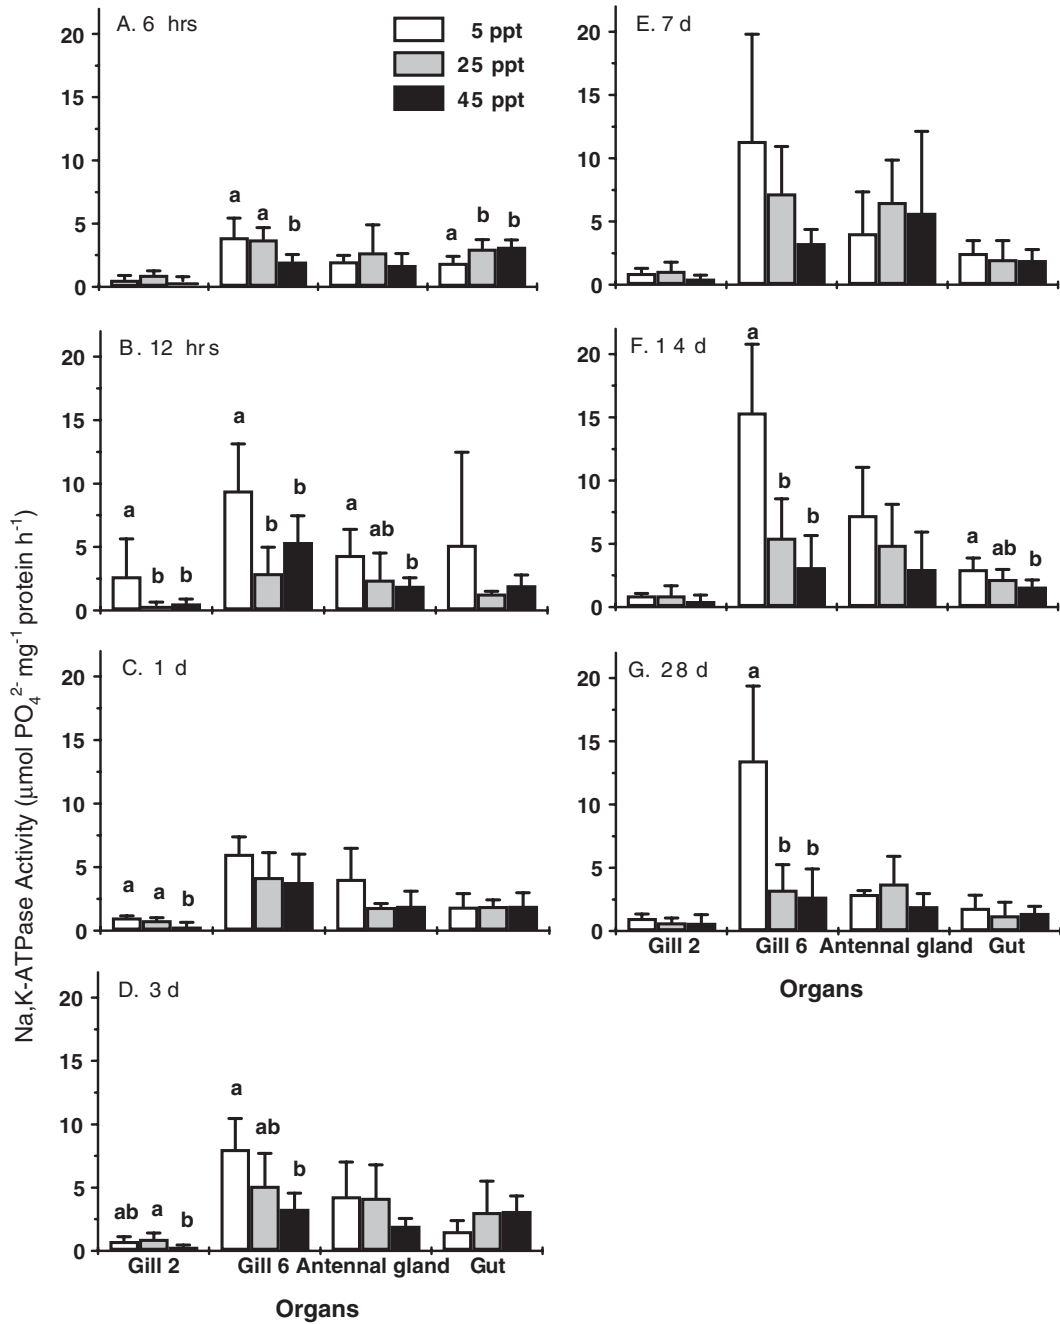 Na,K-ATPase Activity (µmol PO₄²⁻ mg⁻¹ protein h⁻¹)
A. 6 hrs
5 ppt
25 ppt
45 ppt
20
15
10
5
0
a a b
a b b
B. 12 hrs
20
15
10
5
0
a b b
a b b
a ab b
C. 1 d
20
15
10
5
0
a a b
D. 3 d
20
15
10
5
0
ab a b
a ab b
Gill 2 Gill 6 Antennal gland Gut
Organs
E. 7 d
20
15
10
5
0
F. 14 d
20
15
10
5
0
a b b
a ab b
G. 28 d
20
15
10
5
0
a b b
Gill 2 Gill 6 Antennal gland Gut
Organs